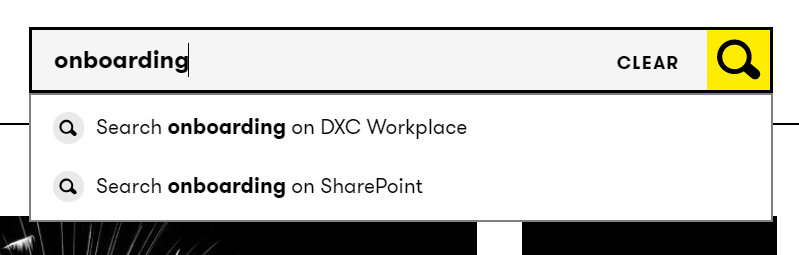 onboarding CLEAR
Search onboarding on DXC Workplace
Search onboarding on SharePoint